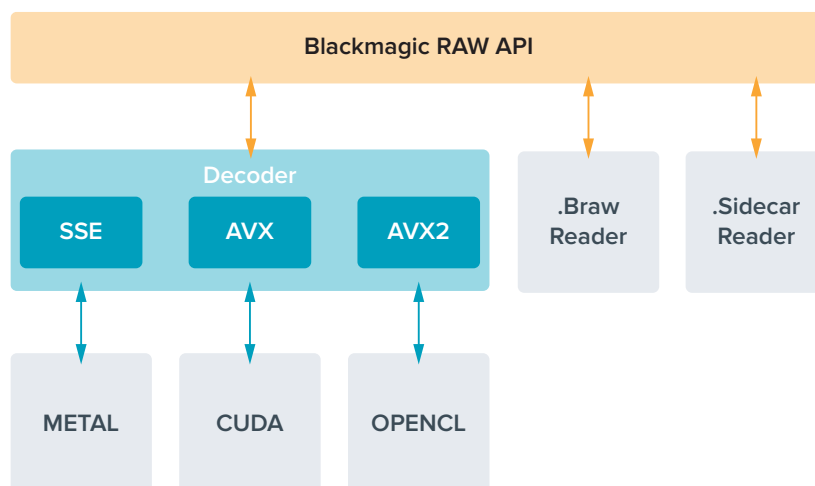 Blackmagic RAW API
Decoder
SSE
AVX
AVX2
.Braw
Reader
.Sidecar
Reader
METAL
CUDA
OPENCL